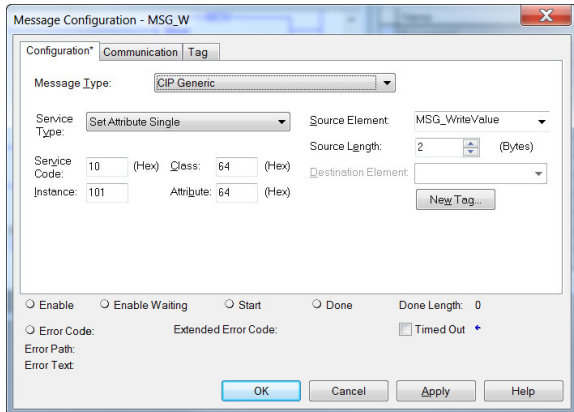 Message Configuration - MSG_W
Configuration* Communication Tag
Message Type: CIP Generic
Service Type: Set Attribute Single
Source Element: MSG_WriteValue
Source Length: 2 (Bytes)
Service Code: 10 (Hex) Class: 64 (Hex)
Destination Element:
Instance: 101 Attribute: 64 (Hex)
New Tag...
Enable Enable Waiting Start Done Done Length: 0
Error Code: Extended Error Code: Timed Out
Error Path:
Error Text:
OK Cancel Apply Help